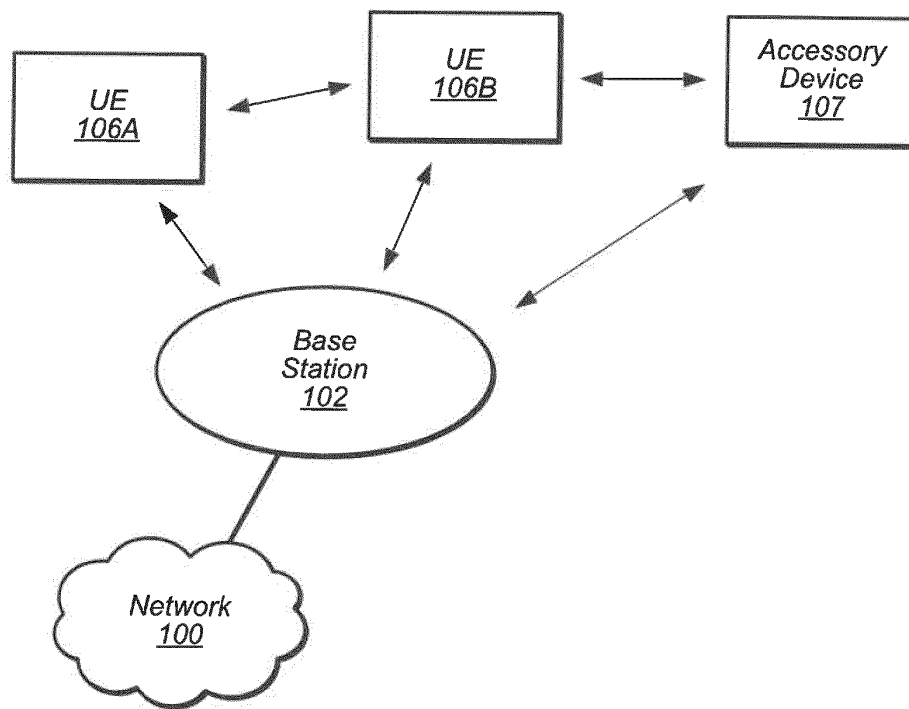 UE
106A
UE
106B
Accessory
Device
107
Base
Station
102
Network
100